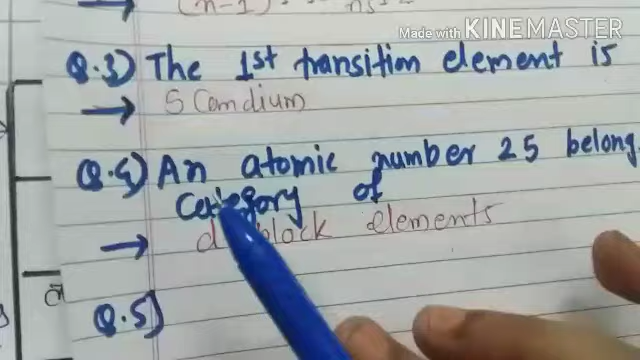 (n-1)
Made with KINEMASTER
Q.3) The 1st transition element is
→ Scandium
Q.4) An atomic number 25 belong
category of
→ d block elements
Q.5)